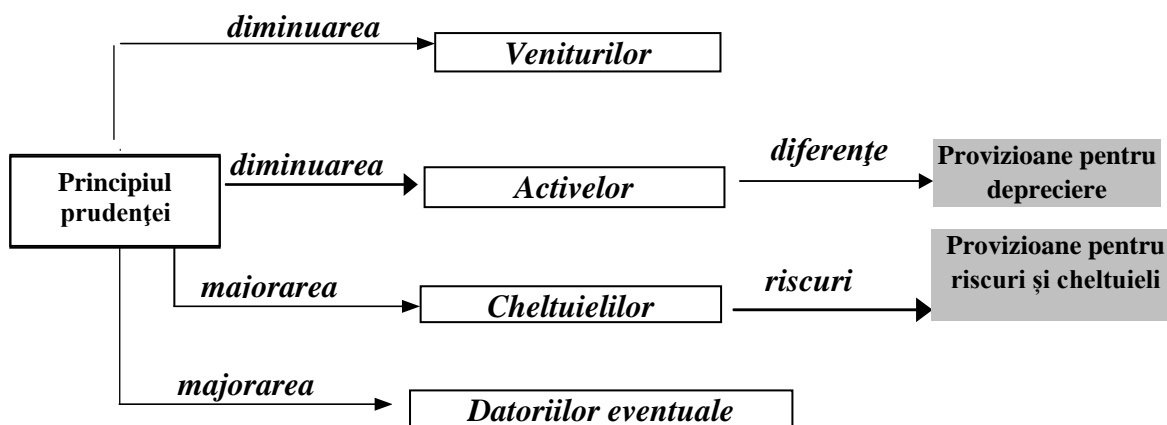 diminuarea
Veniturilor
Principiul
prudenţei
diminuarea
Activelor
diferenţe
Provizioane pentru
depreciere
maiorarea
Cheltuielilor
riscuri
Provizioane pentru
riscuri și cheltuieli
majorarea
Datoriilor eventuale